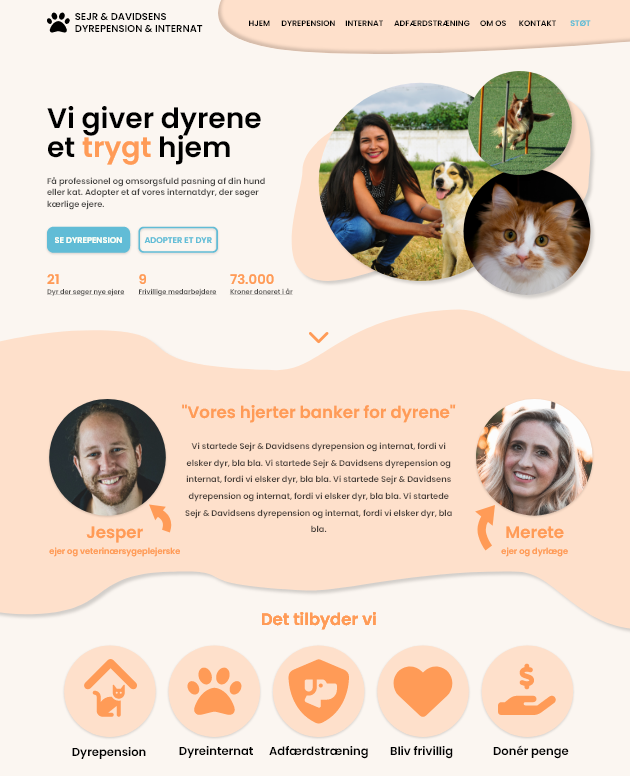 SEJR & DAVIDSENS
DYREPENSION & INTERNAT
HJEM DYREPENSION INTERNAT ADFÆRDSTRÆNING OM OS KONTAKT STØT
Vi giver dyrene
et trygt hjem
Få professionel og omsorgsfuld pasning af din hund
eller kat. Adopter et af vores internatdyr, der søger
kærlige ejere.
SE DYREPENSION ADOPTER ET DYR
21 9 73.000
Dyr der søger nye ejere Frivillige medarbejdere Kroner doneret i år
"Vores hjerter banker for dyrene"
Vi startede Sejr & Davidsens dyrepension og internat, fordi vi
elsker dyr, bla bla. Vi startede Sejr & Davidsens dyrepension og
internat, fordi vi elsker dyr, bla bla. Vi startede Sejr & Davidsens
dyrepension og internat, fordi vi elsker dyr, bla bla. Vi startede
Sejr & Davidsens dyrepension og internat, fordi vi elsker dyr, bla
bla.
Jesper
ejer og veterinærsygeplejerske
Merete
ejer og dyrlæge
Det tilbyder vi
Dyrepension Dyreinternat Adfærdstræning Bliv frivillig Donér penge